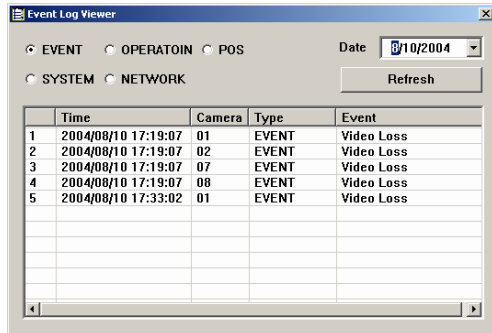 Event Log Viewer
EVENT OPERATOIN POS Date 8/10/2004
SYSTEM NETWORK Refresh
Time Camera Type Event
1 2004/08/10 17:19:07 01 EVENT Video Loss
2 2004/08/10 17:19:07 02 EVENT Video Loss
3 2004/08/10 17:19:07 07 EVENT Video Loss
4 2004/08/10 17:19:07 08 EVENT Video Loss
5 2004/08/10 17:33:02 01 EVENT Video Loss